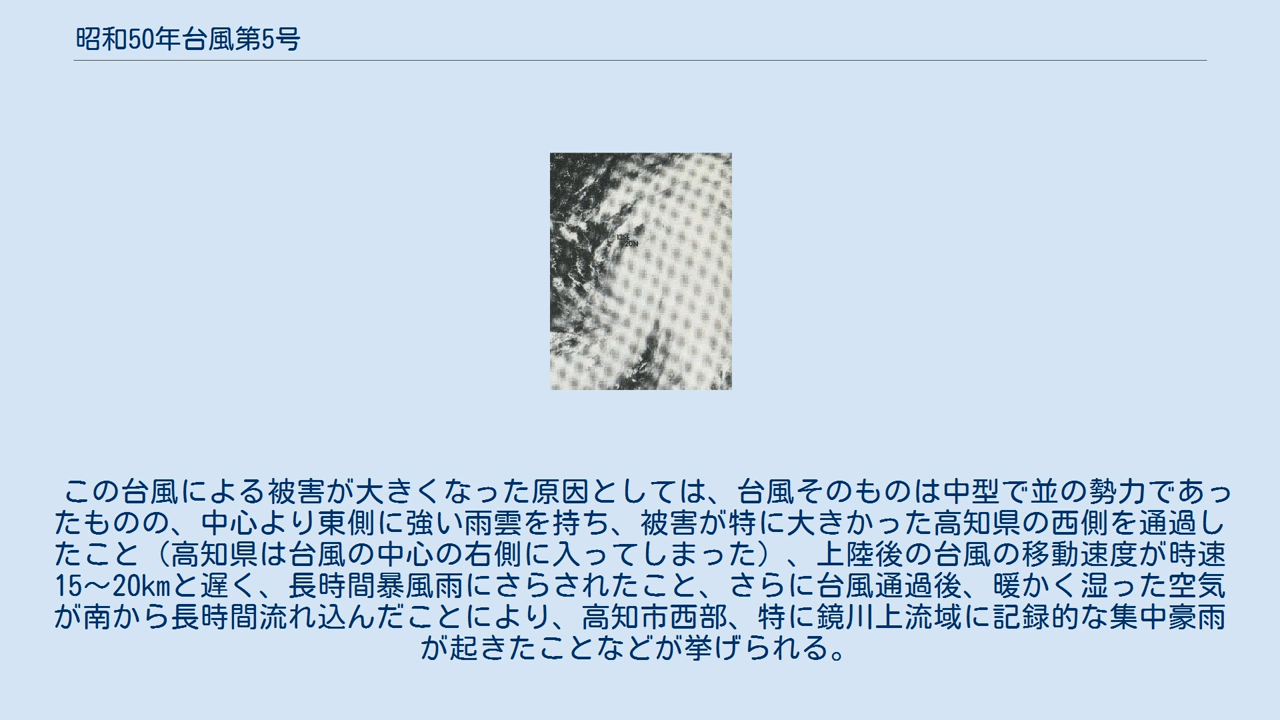 昭和50年台風第5号
この台風による被害が大きくなった原因としては、台風そのものは中型で並の勢力であっ
たものの、中心より東側に強い雨雲を持ち、被害が特に大きかった高知県の西側を通過し
たこと（高知県は台風の中心の右側に入ってしまった）、上陸後の台風の移動速度が時速
15〜20kmと遅く、長時間暴風雨にさらされたこと、さらに台風通過後、暖かく湿った空気
が南から長時間流れ込んだことにより、高知市西部、特に鏡川上流域に記録的な集中豪雨
が起きたことなどが挙げられる。